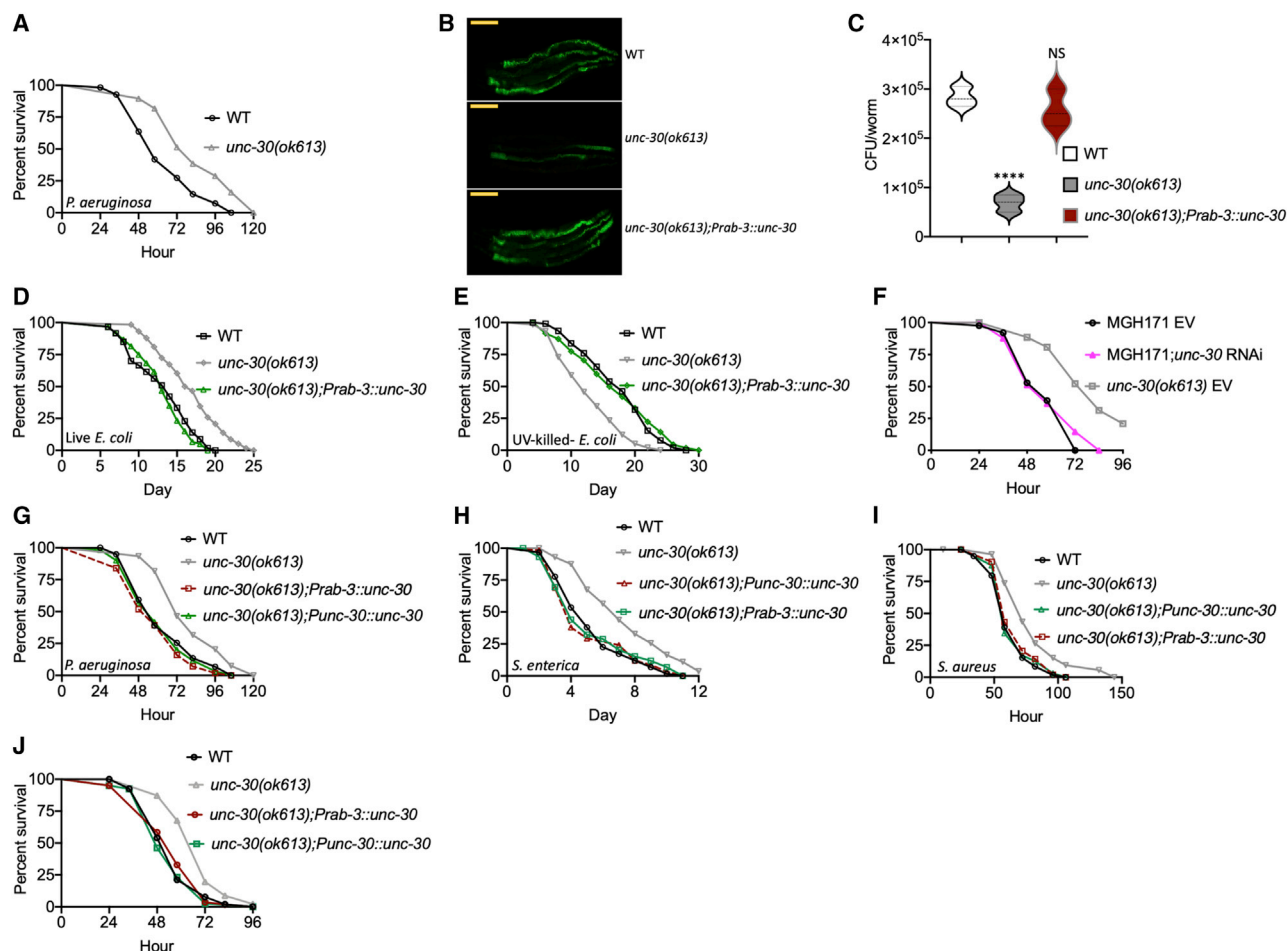 A
Percent survival
100
75
50
25
0
WT
unc-30(ok613)
P. aeruginosa
0 24 48 72 96 120
Hour
B
WT
unc-30(ok613)
unc-30(ok613);Prab-3::unc-30
C
CFU/worm
4×10⁵
3×10⁵
2×10⁵
1×10⁵
0
NS
****
WT
unc-30(ok613)
unc-30(ok613);Prab-3::unc-30
D
Percent survival
100
75
50
25
0
WT
unc-30(ok613)
unc-30(ok613);Prab-3::unc-30
Live E. coli
0 5 10 15 20 25
Day
E
Percent survival
100
75
50
25
0
WT
unc-30(ok613)
unc-30(ok613);Prab-3::unc-30
UV-killed- E. coli
0 10 20 30
Day
F
Percent survival
100
75
50
25
0
MGH171 EV
MGH171;unc-30 RNAi
unc-30(ok613) EV
0 24 48 72 96
Hour
G
Percent survival
100
75
50
25
0
WT
unc-30(ok613)
unc-30(ok613);Prab-3::unc-30
unc-30(ok613);Punc-30::unc-30
P. aeruginosa
0 24 48 72 96 120
Hour
H
Percent survival
100
75
50
25
0
WT
unc-30(ok613)
unc-30(ok613);Punc-30::unc-30
unc-30(ok613);Prab-3::unc-30
S. enterica
0 4 8 12
Day
I
Percent survival
100
75
50
25
0
WT
unc-30(ok613)
unc-30(ok613);Punc-30::unc-30
unc-30(ok613);Prab-3::unc-30
S. aureus
0 50 100 150
Hour
J
Percent survival
100
75
50
25
0
WT
unc-30(ok613)
unc-30(ok613);Prab-3::unc-30
unc-30(ok613);Punc-30::unc-30
0 24 48 72 96
Hour